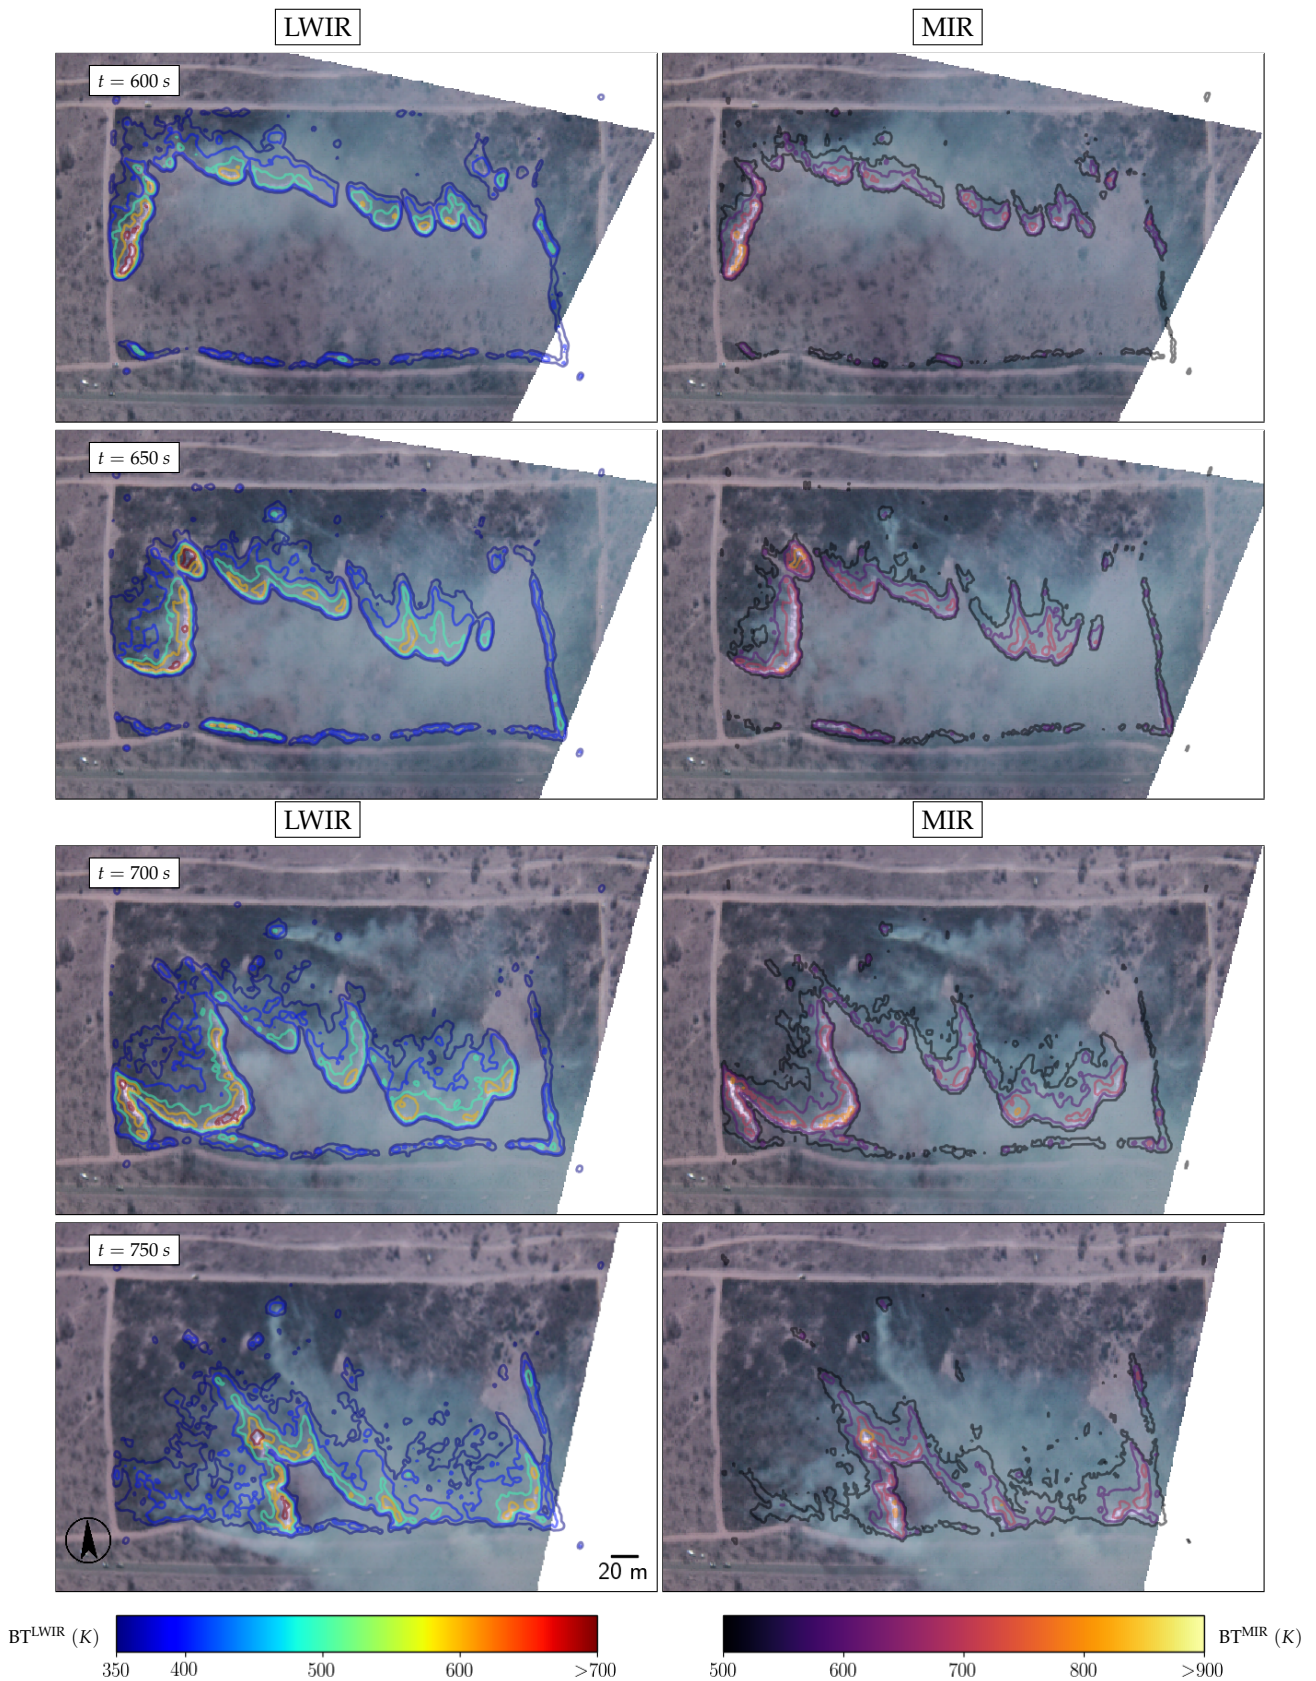 LWIR MIR
t = 600 s
t = 650 s
LWIR MIR
t = 700 s
t = 750 s
20 m
BT^LWIR (K) BT^MIR (K)
350 400 500 600 >700 500 600 700 800 >900